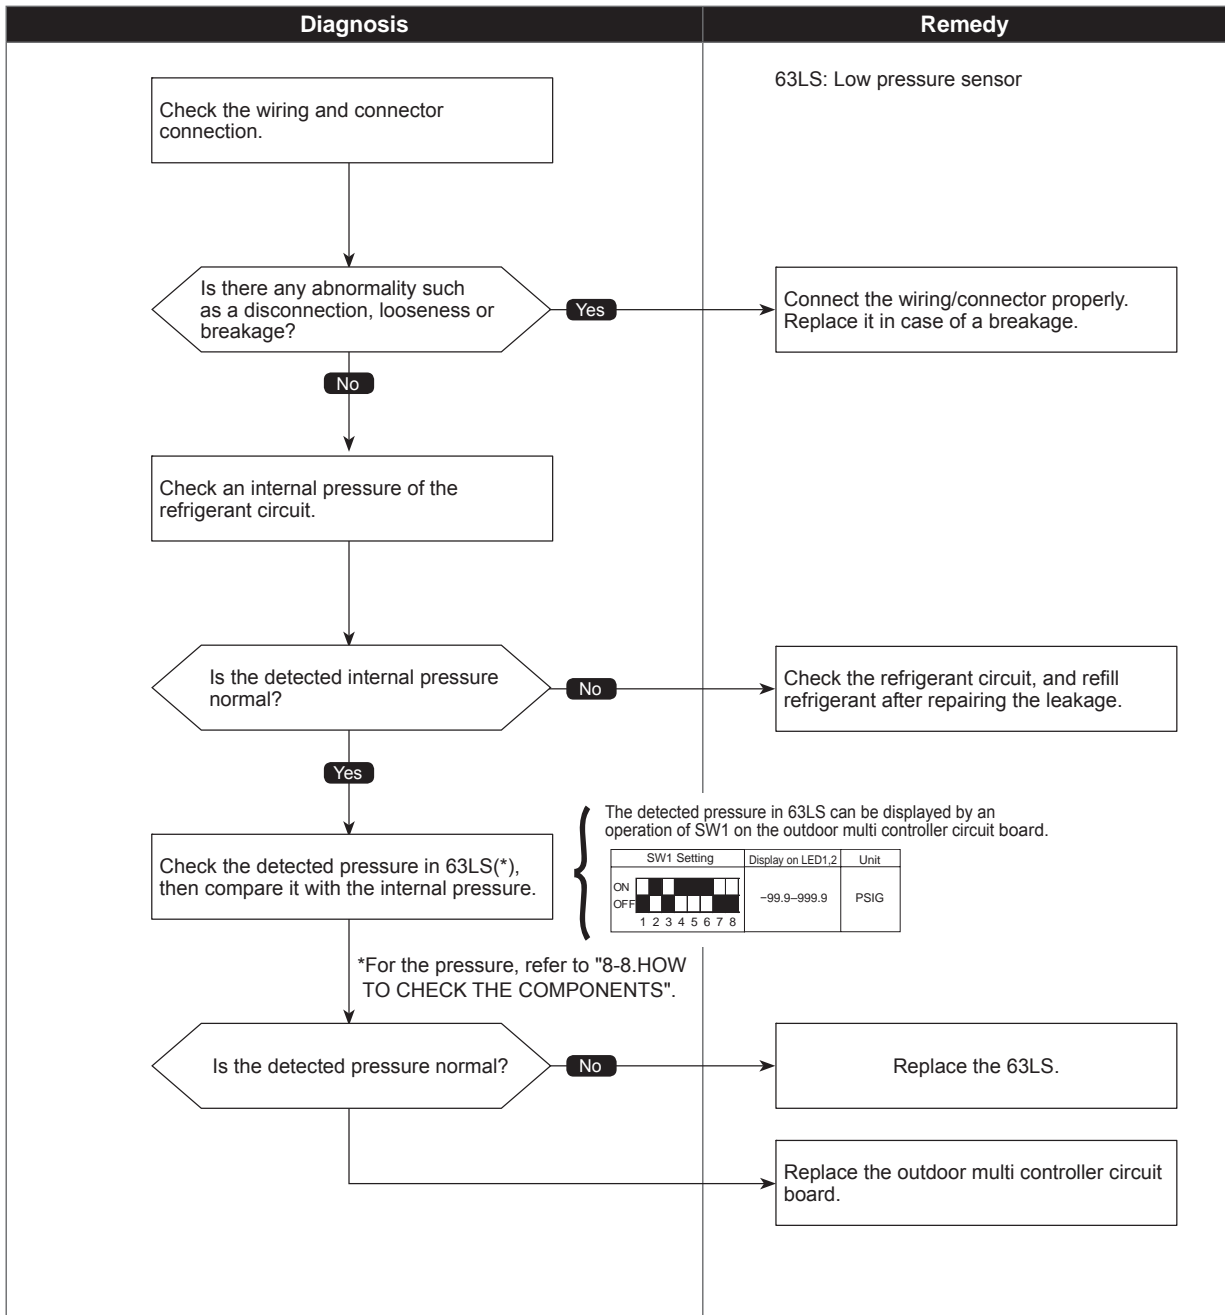 Diagnosis
Remedy
63LS: Low pressure sensor
Check the wiring and connector
connection.
Is there any abnormality such
as a disconnection, looseness or
breakage?
Yes
Connect the wiring/connector properly.
Replace it in case of a breakage.
No
Check an internal pressure of the
refrigerant circuit.
Is the detected internal pressure
normal?
No
Check the refrigerant circuit, and refill
refrigerant after repairing the leakage.
Yes
Check the detected pressure in 63LS(*),
then compare it with the internal pressure.
The detected pressure in 63LS can be displayed by an
operation of SW1 on the outdoor multi controller circuit board.
SW1 Setting Display on LED1,2 Unit
ON
OFF
1 2 3 4 5 6 7 8
−99.9–999.9 PSIG
*For the pressure, refer to "8-8.HOW
TO CHECK THE COMPONENTS".
Is the detected pressure normal?
No
Replace the 63LS.
Replace the outdoor multi controller circuit
board.